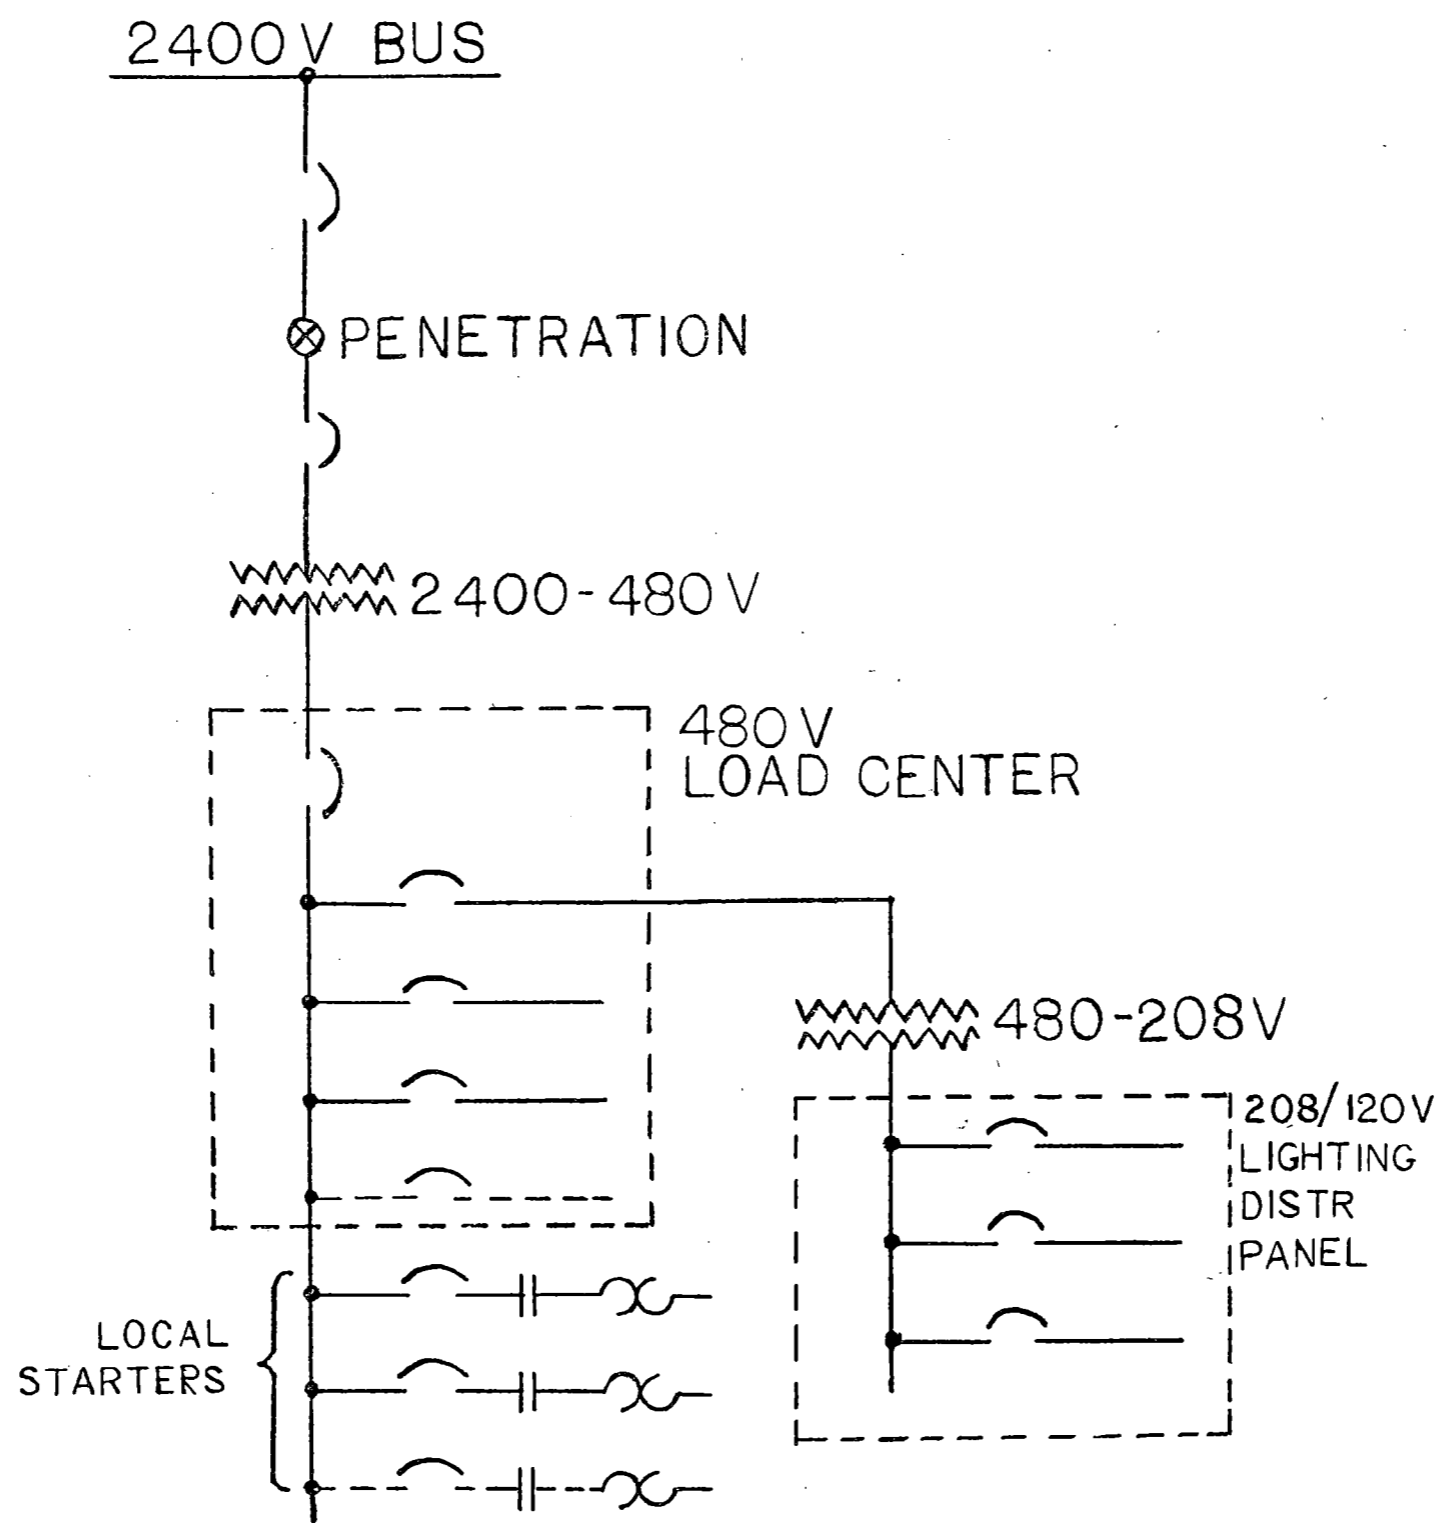 2400V BUS
PENETRATION
2400-480V
480V
LOAD CENTER
480-208V
208/120V
LIGHTING
DISTR
PANEL
LOCAL
STARTERS